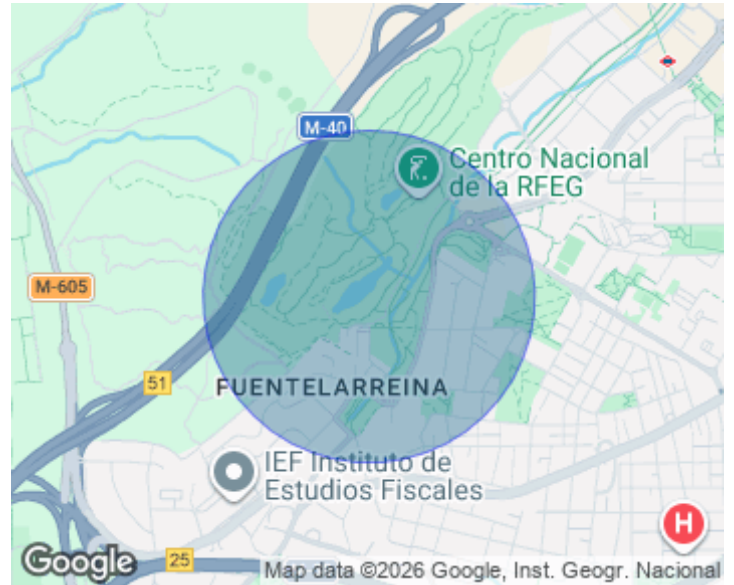 M-40
Centro Nacional
de la RFEG
M-605
51
FUENTELARREINA
IEF Instituto de
Estudios Fiscales
H
Google
25
Map data ©2026 Google, Inst. Geogr. Nacional